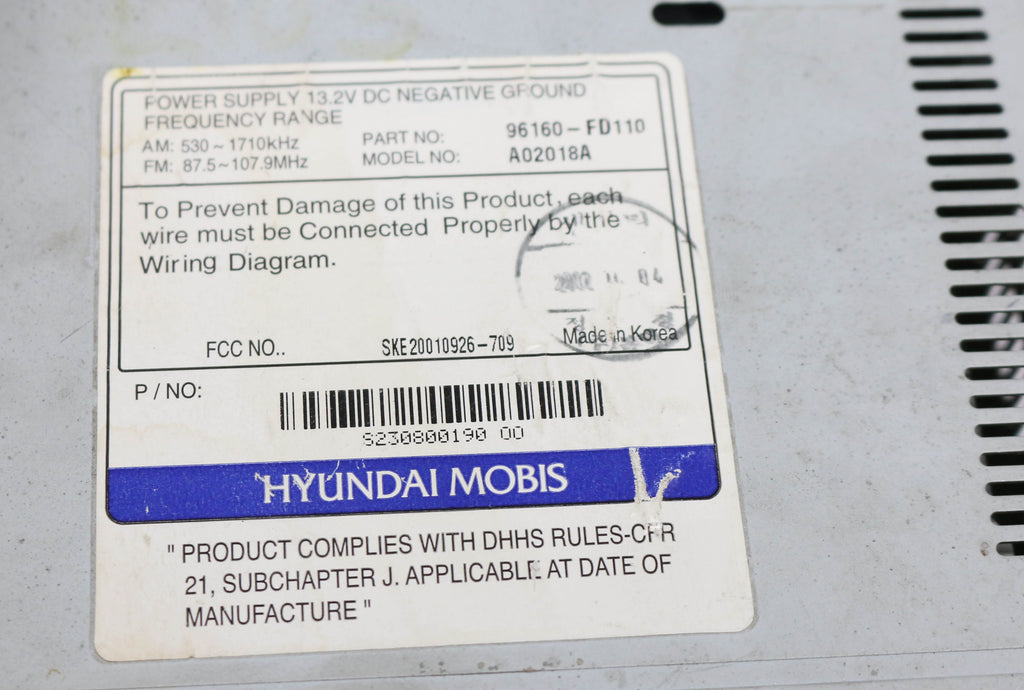 POWER SUPPLY 13.2V DC NEGATIVE GROUND
FREQUENCY RANGE
AM: 530 ~ 1710kHz
FM: 87.5~107.9MHz
PART NO: 96160-FD110
MODEL NO: A02018A
To Prevent Damage of this Product, each
wire must be Connected Properly by the
Wiring Diagram.
2002 11. 04
FCC NO.. SKE20010926-709 Made in Korea
P / NO:
S230800190 00
HYUNDAI MOBIS
" PRODUCT COMPLIES WITH DHHS RULES-CFR
21, SUBCHAPTER J. APPLICABLE AT DATE OF
MANUFACTURE "